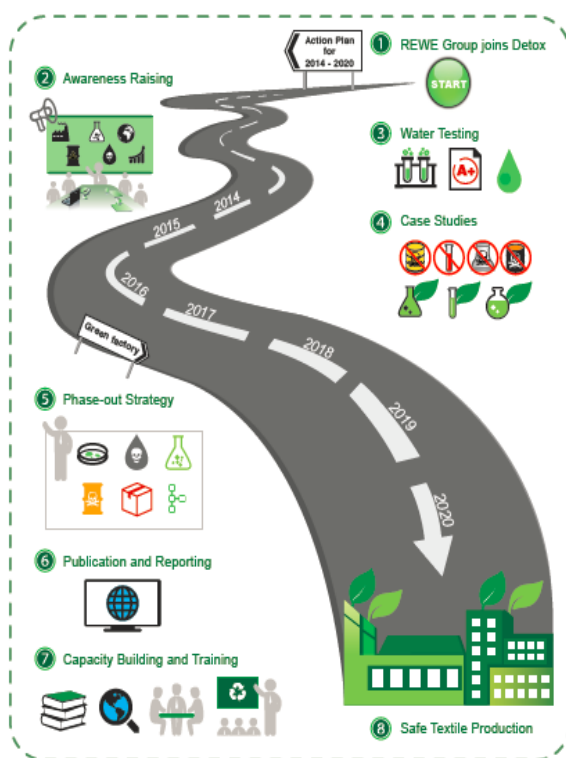 Action Plan
for
2014 - 2020
1 REWE Group joins Detox
START
2 Awareness Raising
3 Water Testing
A+
4 Case Studies
2014
2015
2016
2017
2018
2019
2020
Green factory
5 Phase-out Strategy
6 Publication and Reporting
7 Capacity Building and Training
8 Safe Textile Production